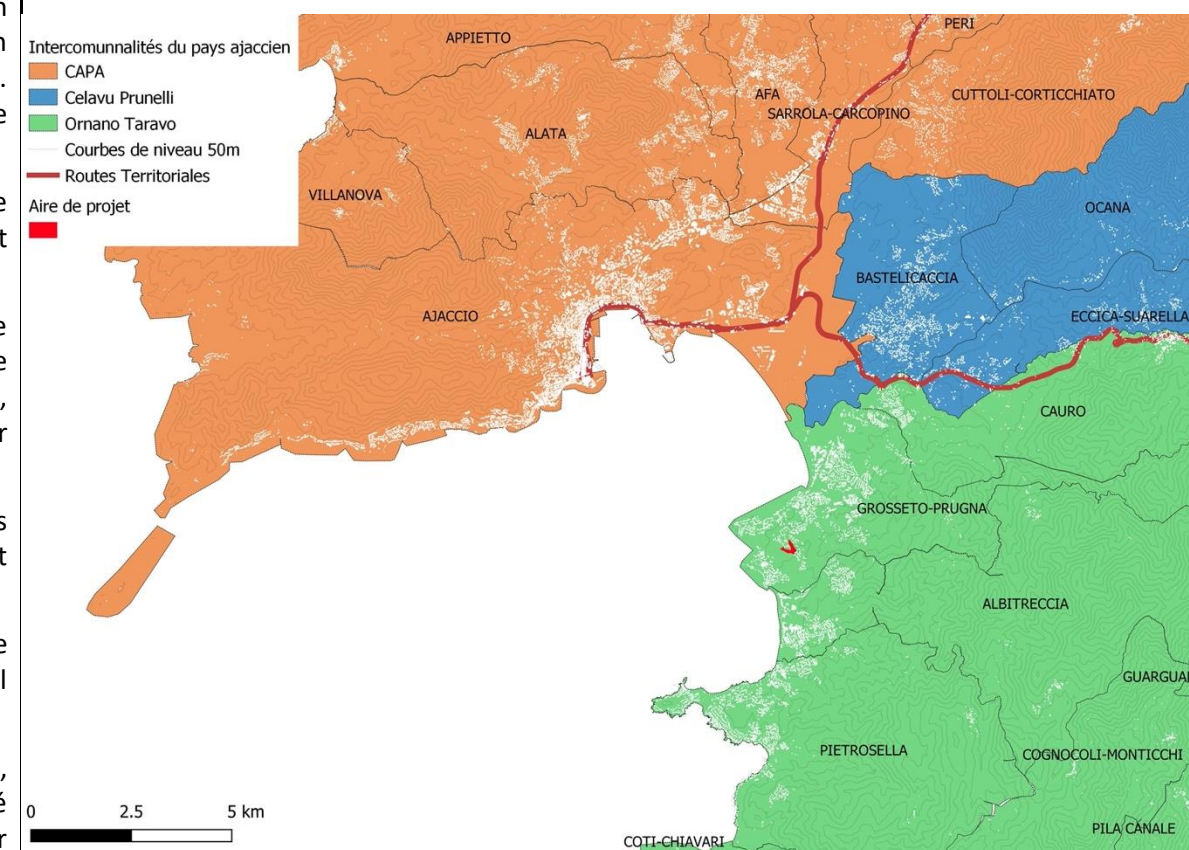 Intercomunnalités du pays ajaccien
CAPA
Celavu Prunelli
Ornano Taravo
Courbes de niveau 50m
Routes Territoriales
Aire de projet
PERI
APPIETTO
AFA
CUTTOLI-CORTICCHIATO
SARROLA-CARCOPINO
ALATA
VILLANOVA
OCANA
BASTELICACCIA
AJACCIO
ECCICA-SUARELLA
CAURO
GROSSETO-PRUGNA
ALBITRECCIA
GUARGUAL
PIETROSELLA
COGNOCOLI-MONTICCHI
PILA CANALE
COTI-CHIAVARI
0 2.5 5 km